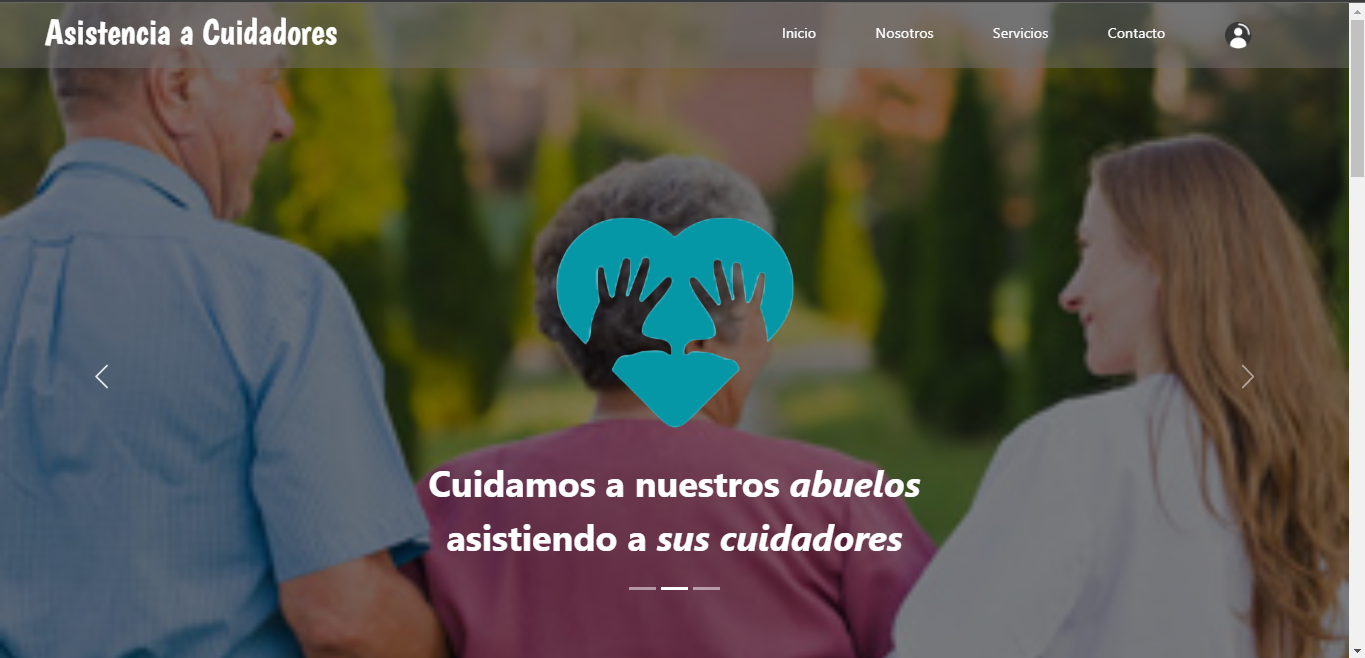 Asistencia a Cuidadores
Inicio Nosotros Servicios Contacto
Cuidamos a nuestros abuelos
asistiendo a sus cuidadores